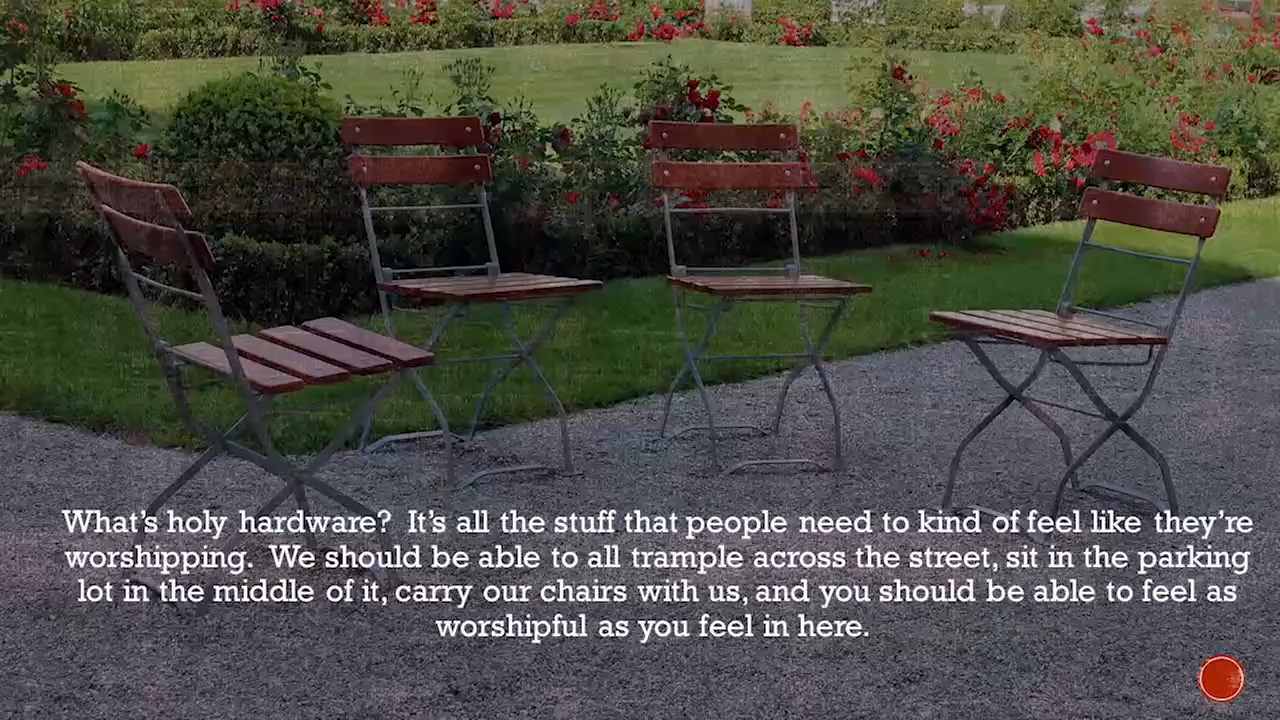 What's holy hardware?  It's all the stuff that people need to kind of feel like they're
worshipping.  We should be able to all trample across the street, sit in the parking
lot in the middle of it, carry our chairs with us, and you should be able to feel as
worshipful as you feel in here.